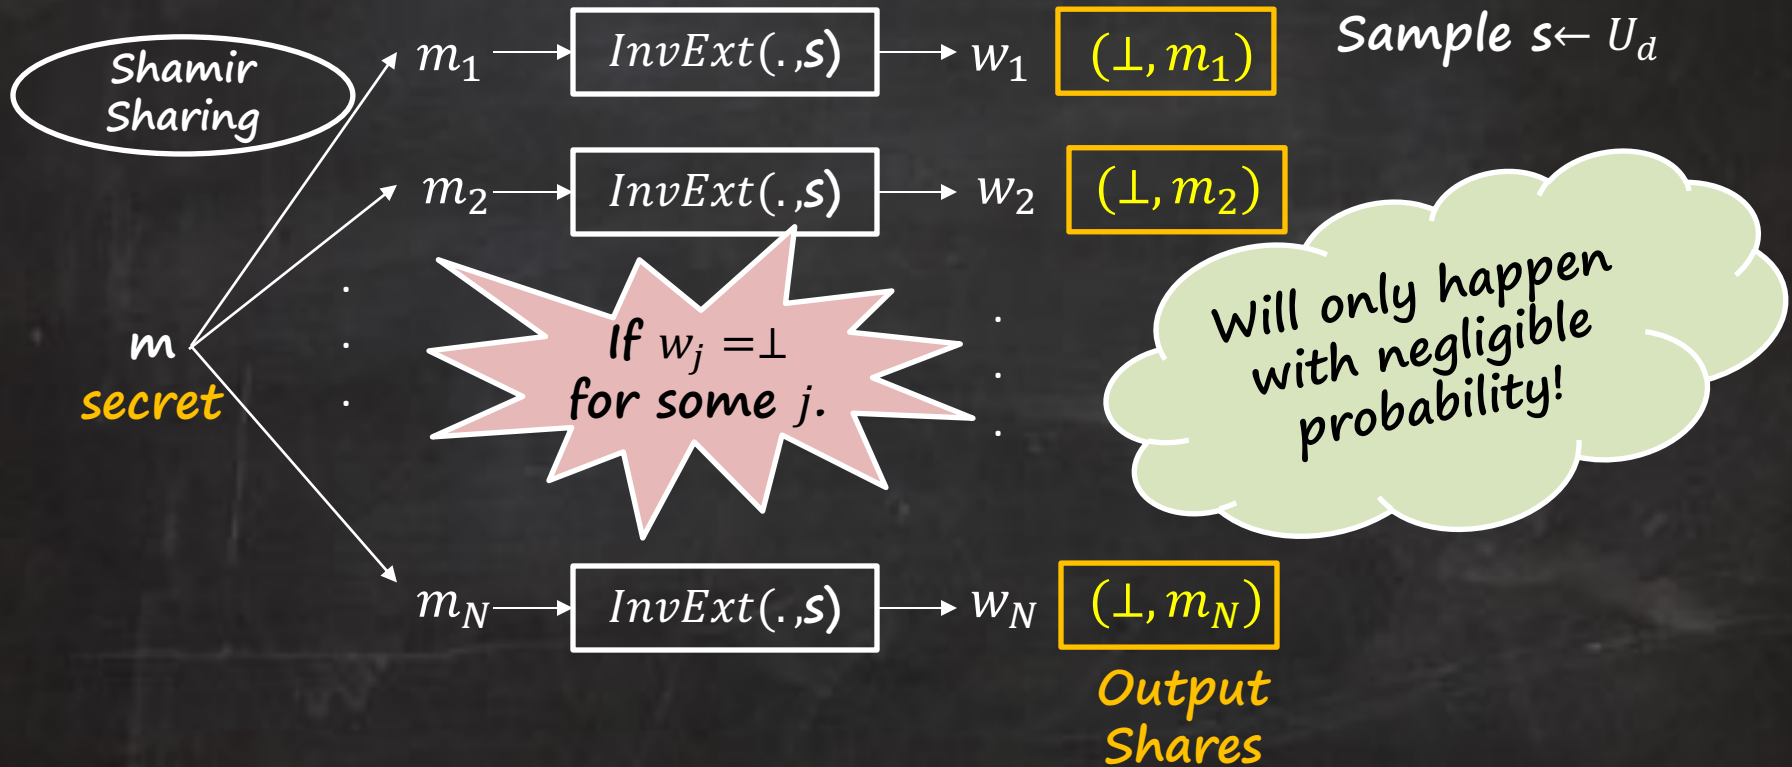 Shamir
Sharing
m₁ InvExt(.,s) w₁ (⊥, m₁) Sample s← U_d
m₂ InvExt(.,s) w₂ (⊥, m₂)
m
secret
If w_j =⊥
for some j.
Will only happen
with negligible
probability!
m_N InvExt(.,s) w_N (⊥, m_N)
Output
Shares